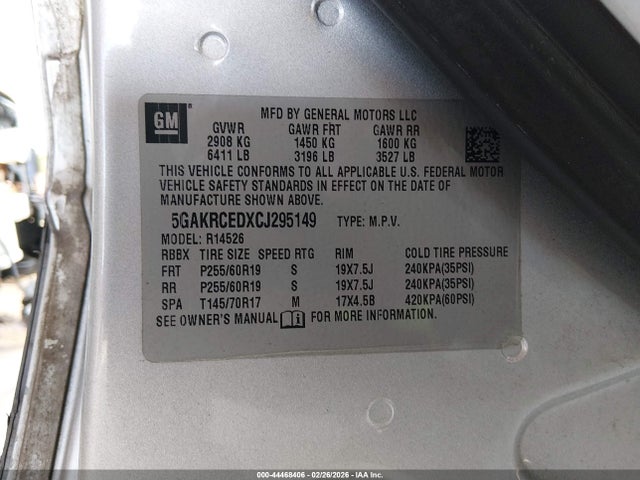 GM
MFD BY GENERAL MOTORS LLC
GVWR GAWR FRT GAWR RR
2908 KG 1450 KG 1600 KG
6411 LB 3196 LB 3527 LB
THIS VEHICLE CONFORMS TO ALL APPLICABLE U.S. FEDERAL MOTOR
VEHICLE SAFETY STANDARDS IN EFFECT ON THE DATE OF
MANUFACTURE SHOWN ABOVE.
5GAKRCEDXCJ295149 TYPE: M.P.V.
MODEL: R14526
RBBX TIRE SIZE SPEED RTG RIM COLD TIRE PRESSURE
FRT P255/60R19 S 19X7.5J 240KPA(35PSI)
RR P255/60R19 S 19X7.5J 240KPA(35PSI)
SPA T145/70R17 M 17X4.5B 420KPA(60PSI)
SEE OWNER'S MANUAL i FOR MORE INFORMATION.
000-44468406 - 02/26/2026 - IAA Inc.